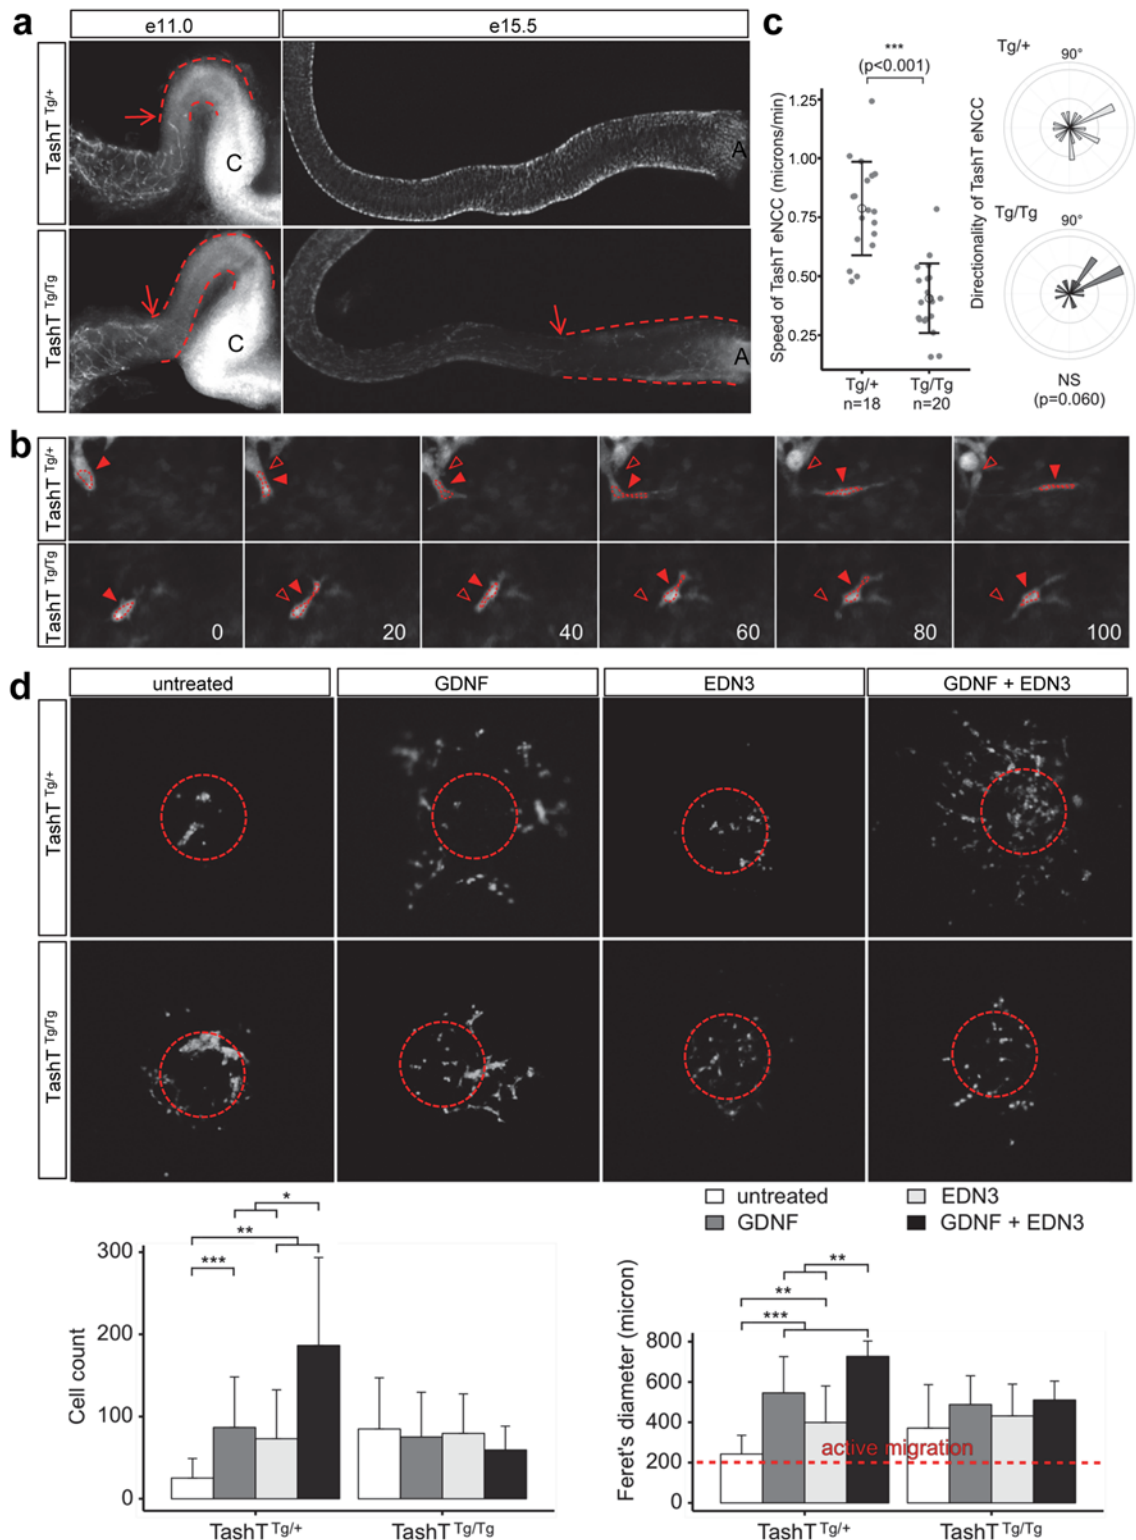 a
e11.0
e15.5
TashT Tg/+
C
A
TashT Tg/Tg
C
A
c
***
(p<0.001)
Speed of TashT eNCC (microns/min)
1.25
1.00
0.75
0.50
0.25
Tg/+
n=18
Tg/Tg
n=20
Directionality of TashT eNCC
Tg/+
90°
Tg/Tg
90°
NS
(p=0.060)
b
TashT Tg/+
TashT Tg/Tg
0
20
40
60
80
100
d
untreated
GDNF
EDN3
GDNF + EDN3
TashT Tg/+
TashT Tg/Tg
Cell count
300
200
100
0
*
**
***
TashT Tg/+
TashT Tg/Tg
untreated
GDNF
EDN3
GDNF + EDN3
Feret's diameter (micron)
800
600
400
200
0
**
**
***
active migration
TashT Tg/+
TashT Tg/Tg